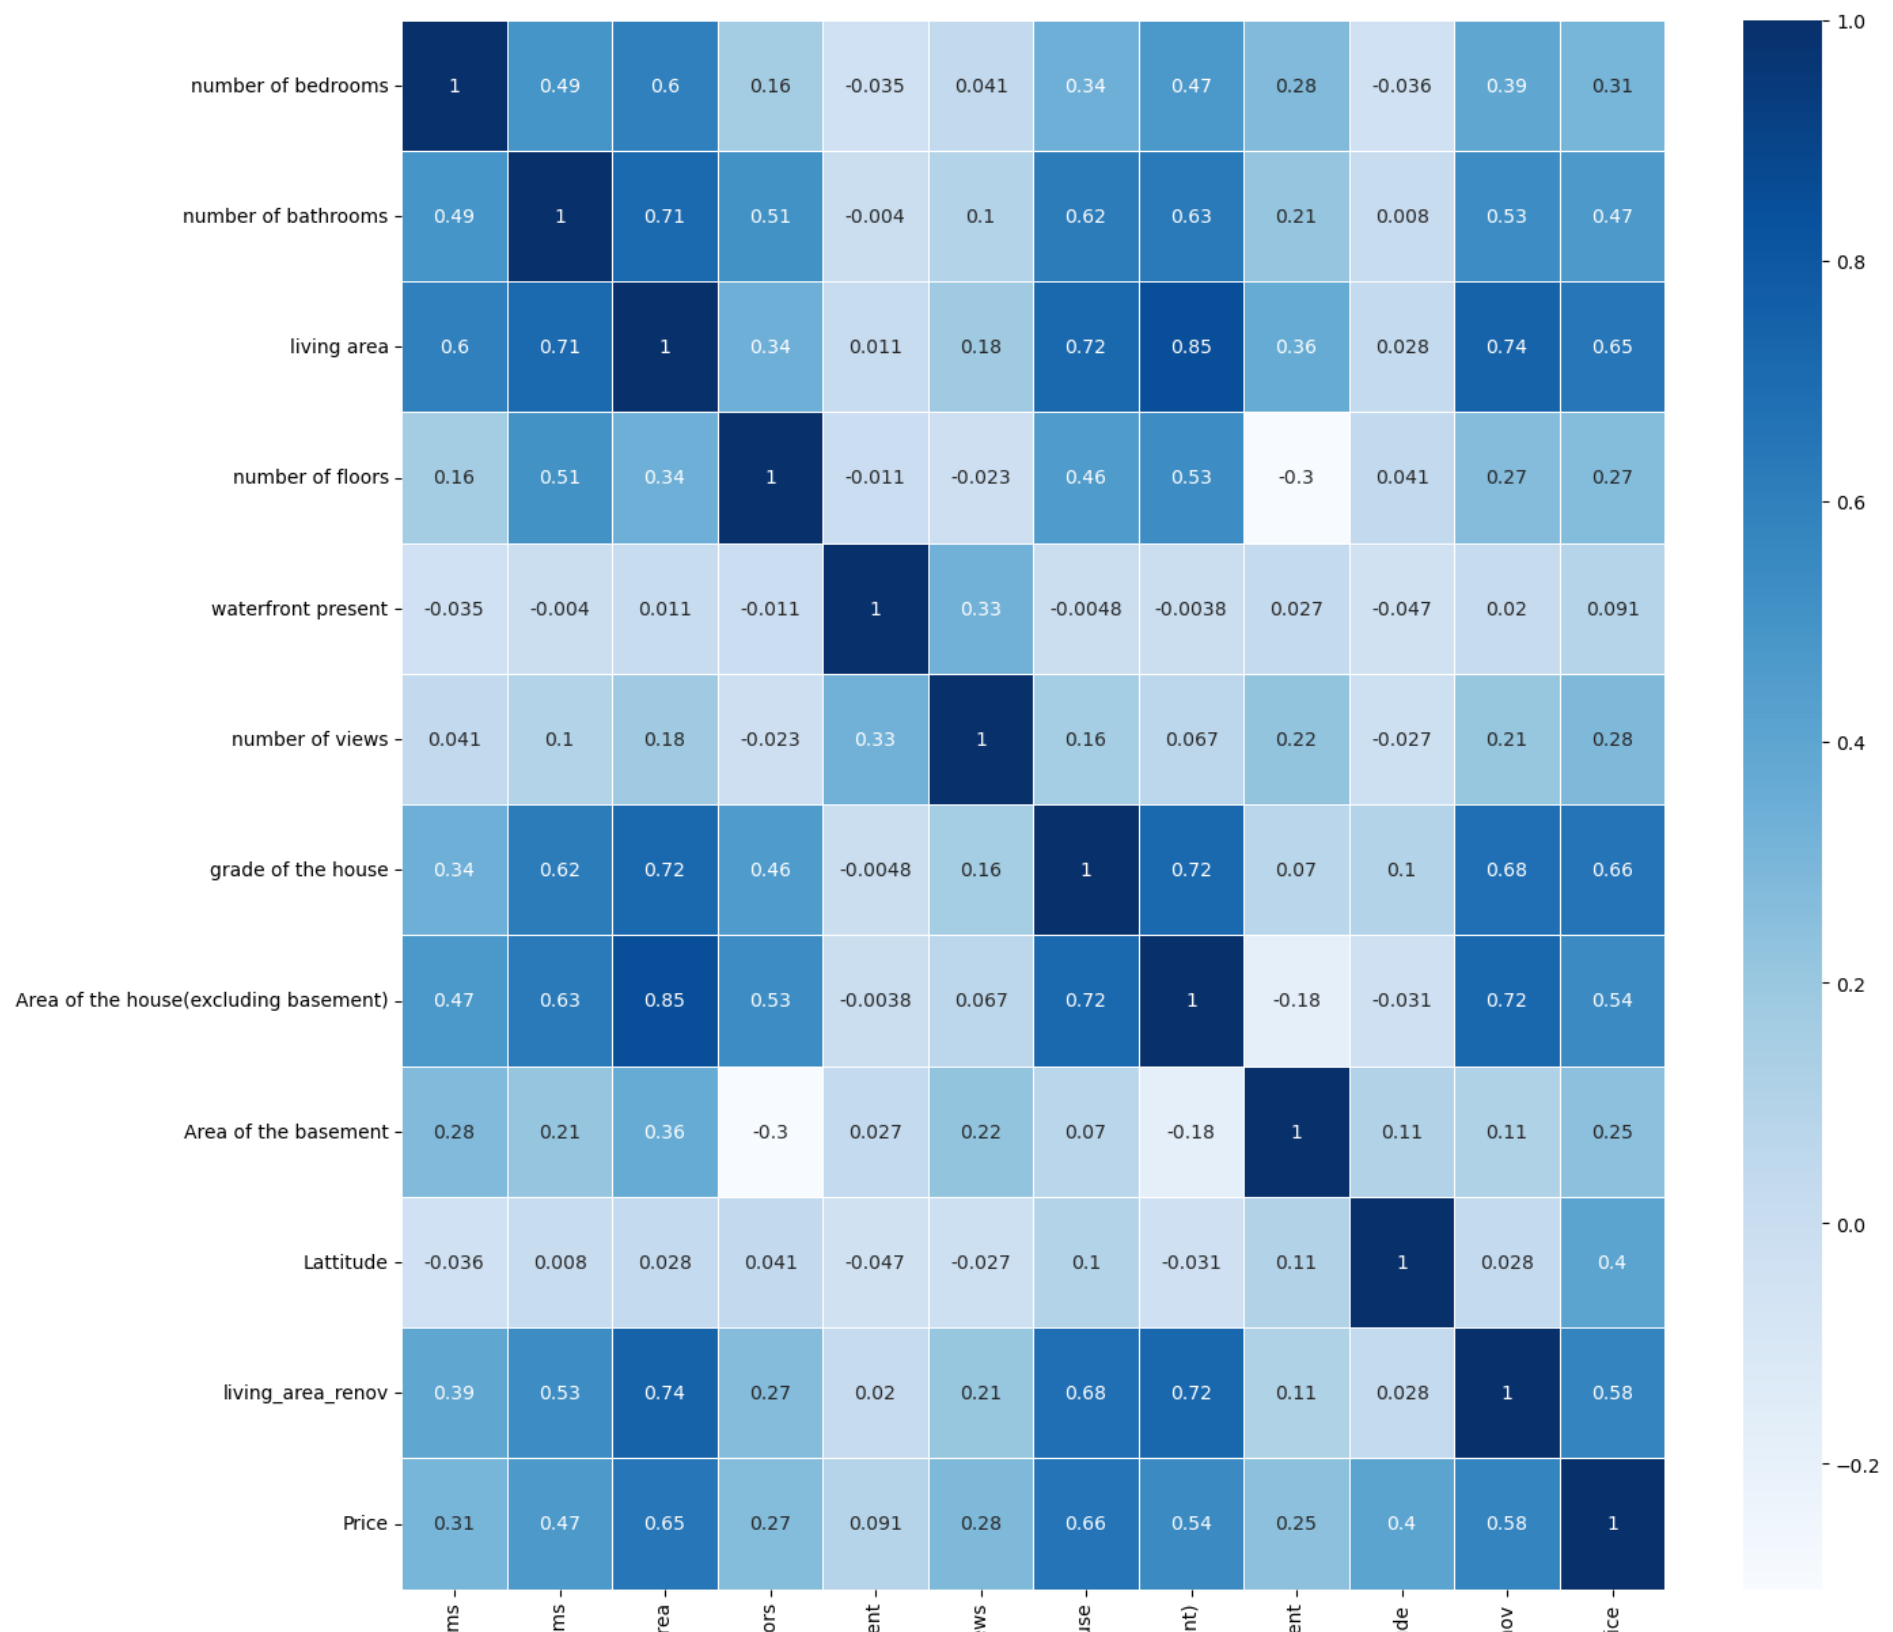 number of bedrooms 1 0.49 0.6 0.16 -0.035 0.041 0.34 0.47 0.28 -0.036 0.39 0.31
number of bathrooms 0.49 1 0.71 0.51 -0.004 0.1 0.62 0.63 0.21 0.008 0.53 0.47
living area 0.6 0.71 1 0.34 0.011 0.18 0.72 0.85 0.36 0.028 0.74 0.65
number of floors 0.16 0.51 0.34 1 -0.011 -0.023 0.46 0.53 -0.3 0.041 0.27 0.27
waterfront present -0.035 -0.004 0.011 -0.011 1 0.33 -0.0048 -0.0038 0.027 -0.047 0.02 0.091
number of views 0.041 0.1 0.18 -0.023 0.33 1 0.16 0.067 0.22 -0.027 0.21 0.28
grade of the house 0.34 0.62 0.72 0.46 -0.0048 0.16 1 0.72 0.07 0.1 0.68 0.66
Area of the house(excluding basement) 0.47 0.63 0.85 0.53 -0.0038 0.067 0.72 1 -0.18 -0.031 0.72 0.54
Area of the basement 0.28 0.21 0.36 -0.3 0.027 0.22 0.07 -0.18 1 0.11 0.11 0.25
Lattitude -0.036 0.008 0.028 0.041 -0.047 -0.027 0.1 -0.031 0.11 1 0.028 0.4
living_area_renov 0.39 0.53 0.74 0.27 0.02 0.21 0.68 0.72 0.11 0.028 1 0.58
Price 0.31 0.47 0.65 0.27 0.091 0.28 0.66 0.54 0.25 0.4 0.58 1
1.0
0.8
0.6
0.4
0.2
0.0
−0.2